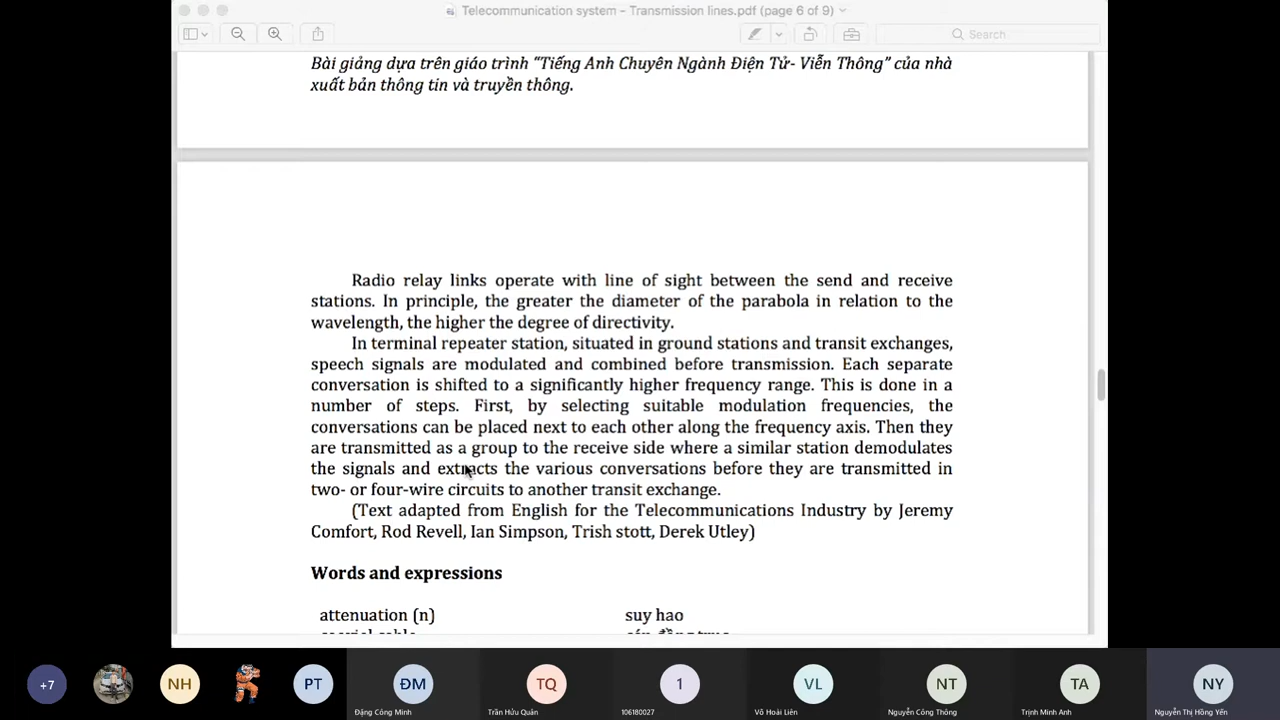 Telecommunication system – Transmission lines.pdf (page 6 of 9)
Search
Bài giảng dựa trên giáo trình “Tiếng Anh Chuyên Ngành Điện Tử- Viễn Thông” của nhà
xuất bản thông tin và truyền thông.
Radio relay links operate with line of sight between the send and receive
stations. In principle, the greater the diameter of the parabola in relation to the
wavelength, the higher the degree of directivity.
In terminal repeater station, situated in ground stations and transit exchanges,
speech signals are modulated and combined before transmission. Each separate
conversation is shifted to a significantly higher frequency range. This is done in a
number of steps. First, by selecting suitable modulation frequencies, the
conversations can be placed next to each other along the frequency axis. Then they
are transmitted as a group to the receive side where a similar station demodulates
the signals and extracts the various conversations before they are transmitted in
two- or four-wire circuits to another transit exchange.
(Text adapted from English for the Telecommunications Industry by Jeremy
Comfort, Rod Revell, Ian Simpson, Trish stott, Derek Utley)
Words and expressions
attenuation (n) suy hao
+7 NH PT ĐM TQ 1 VL NT TA NY
Đặng Công Minh Trần Hữu Quân 106180027 Võ Hoài Liên Nguyễn Công Thông Trịnh Minh Anh Nguyễn Thị Hồng Yến